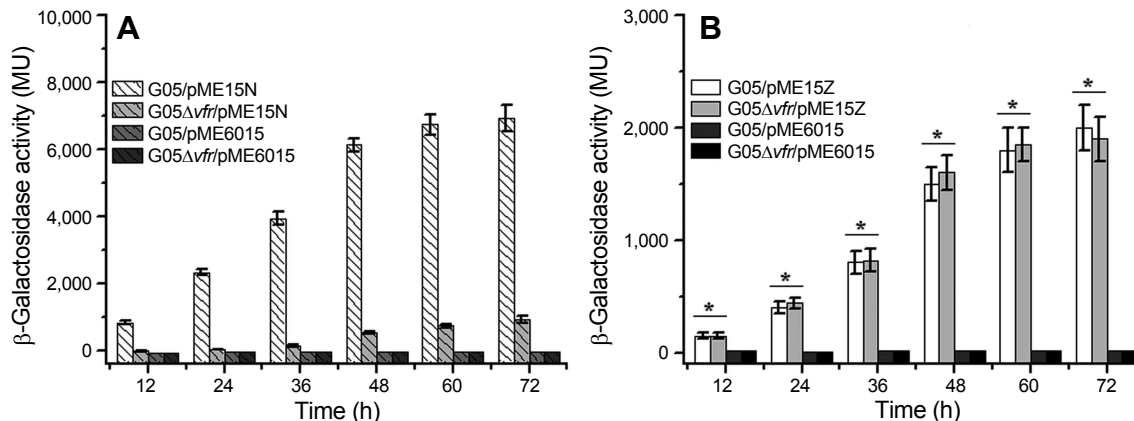 A
β-Galactosidase activity (MU)
10,000
8,000
6,000
4,000
2,000
0
G05/pME15N
G05Δvfr/pME15N
G05/pME6015
G05Δvfr/pME6015
12 24 36 48 60 72
Time (h)
B
β-Galactosidase activity (MU)
3,000
2,000
1,000
0
G05/pME15Z
G05Δvfr/pME15Z
G05/pME6015
G05Δvfr/pME6015
* * * * * *
12 24 36 48 60 72
Time (h)